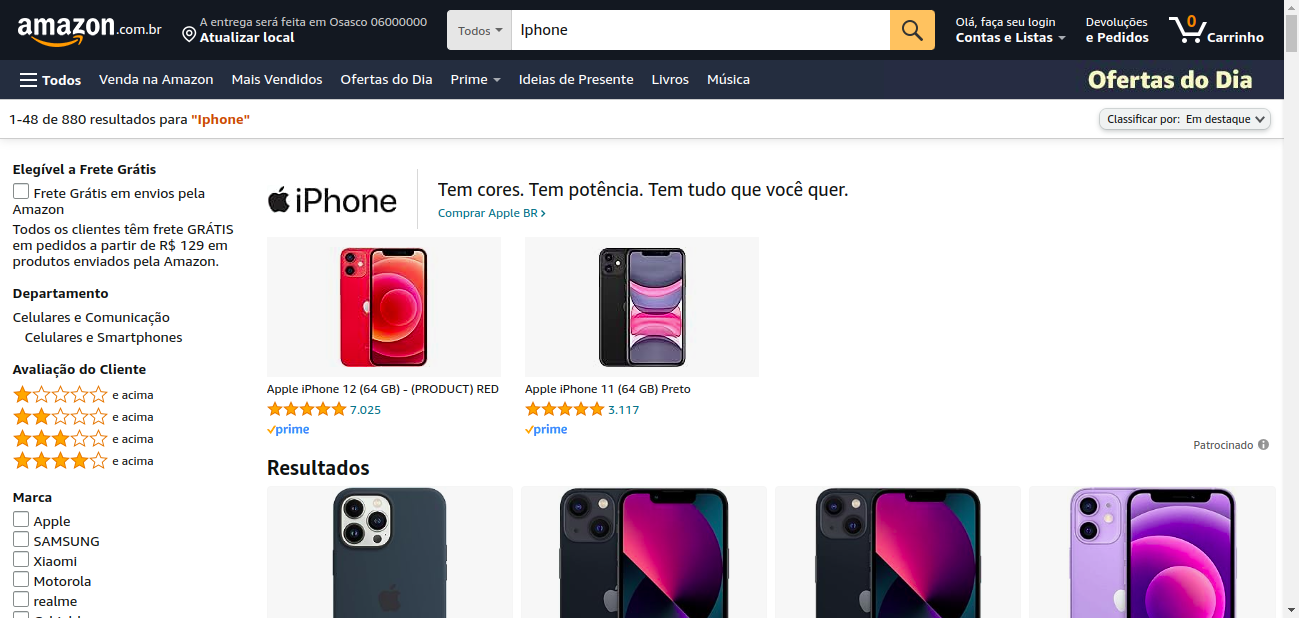 amazon.com.br
A entrega será feita em Osasco 06000000
Atualizar local
Todos
Iphone
Olá, faça seu login
Contas e Listas
Devoluções
e Pedidos
0
Carrinho
Todos
Venda na Amazon
Mais Vendidos
Ofertas do Dia
Prime
Ideias de Presente
Livros
Música
Ofertas do Dia
1-48 de 880 resultados para "Iphone"
Classificar por: Em destaque
Elegível a Frete Grátis
Frete Grátis em envios pela
Amazon
Todos os clientes têm frete GRÁTIS
em pedidos a partir de R$ 129 em
produtos enviados pela Amazon.
Departamento
Celulares e Comunicação
Celulares e Smartphones
Avaliação do Cliente
e acima
e acima
e acima
e acima
Marca
Apple
SAMSUNG
Xiaomi
Motorola
realme
iPhone
Tem cores. Tem potência. Tem tudo que você quer.
Comprar Apple BR ›
Apple iPhone 12 (64 GB) - (PRODUCT) RED
7.025
prime
Apple iPhone 11 (64 GB) Preto
3.117
prime
Patrocinado
Resultados